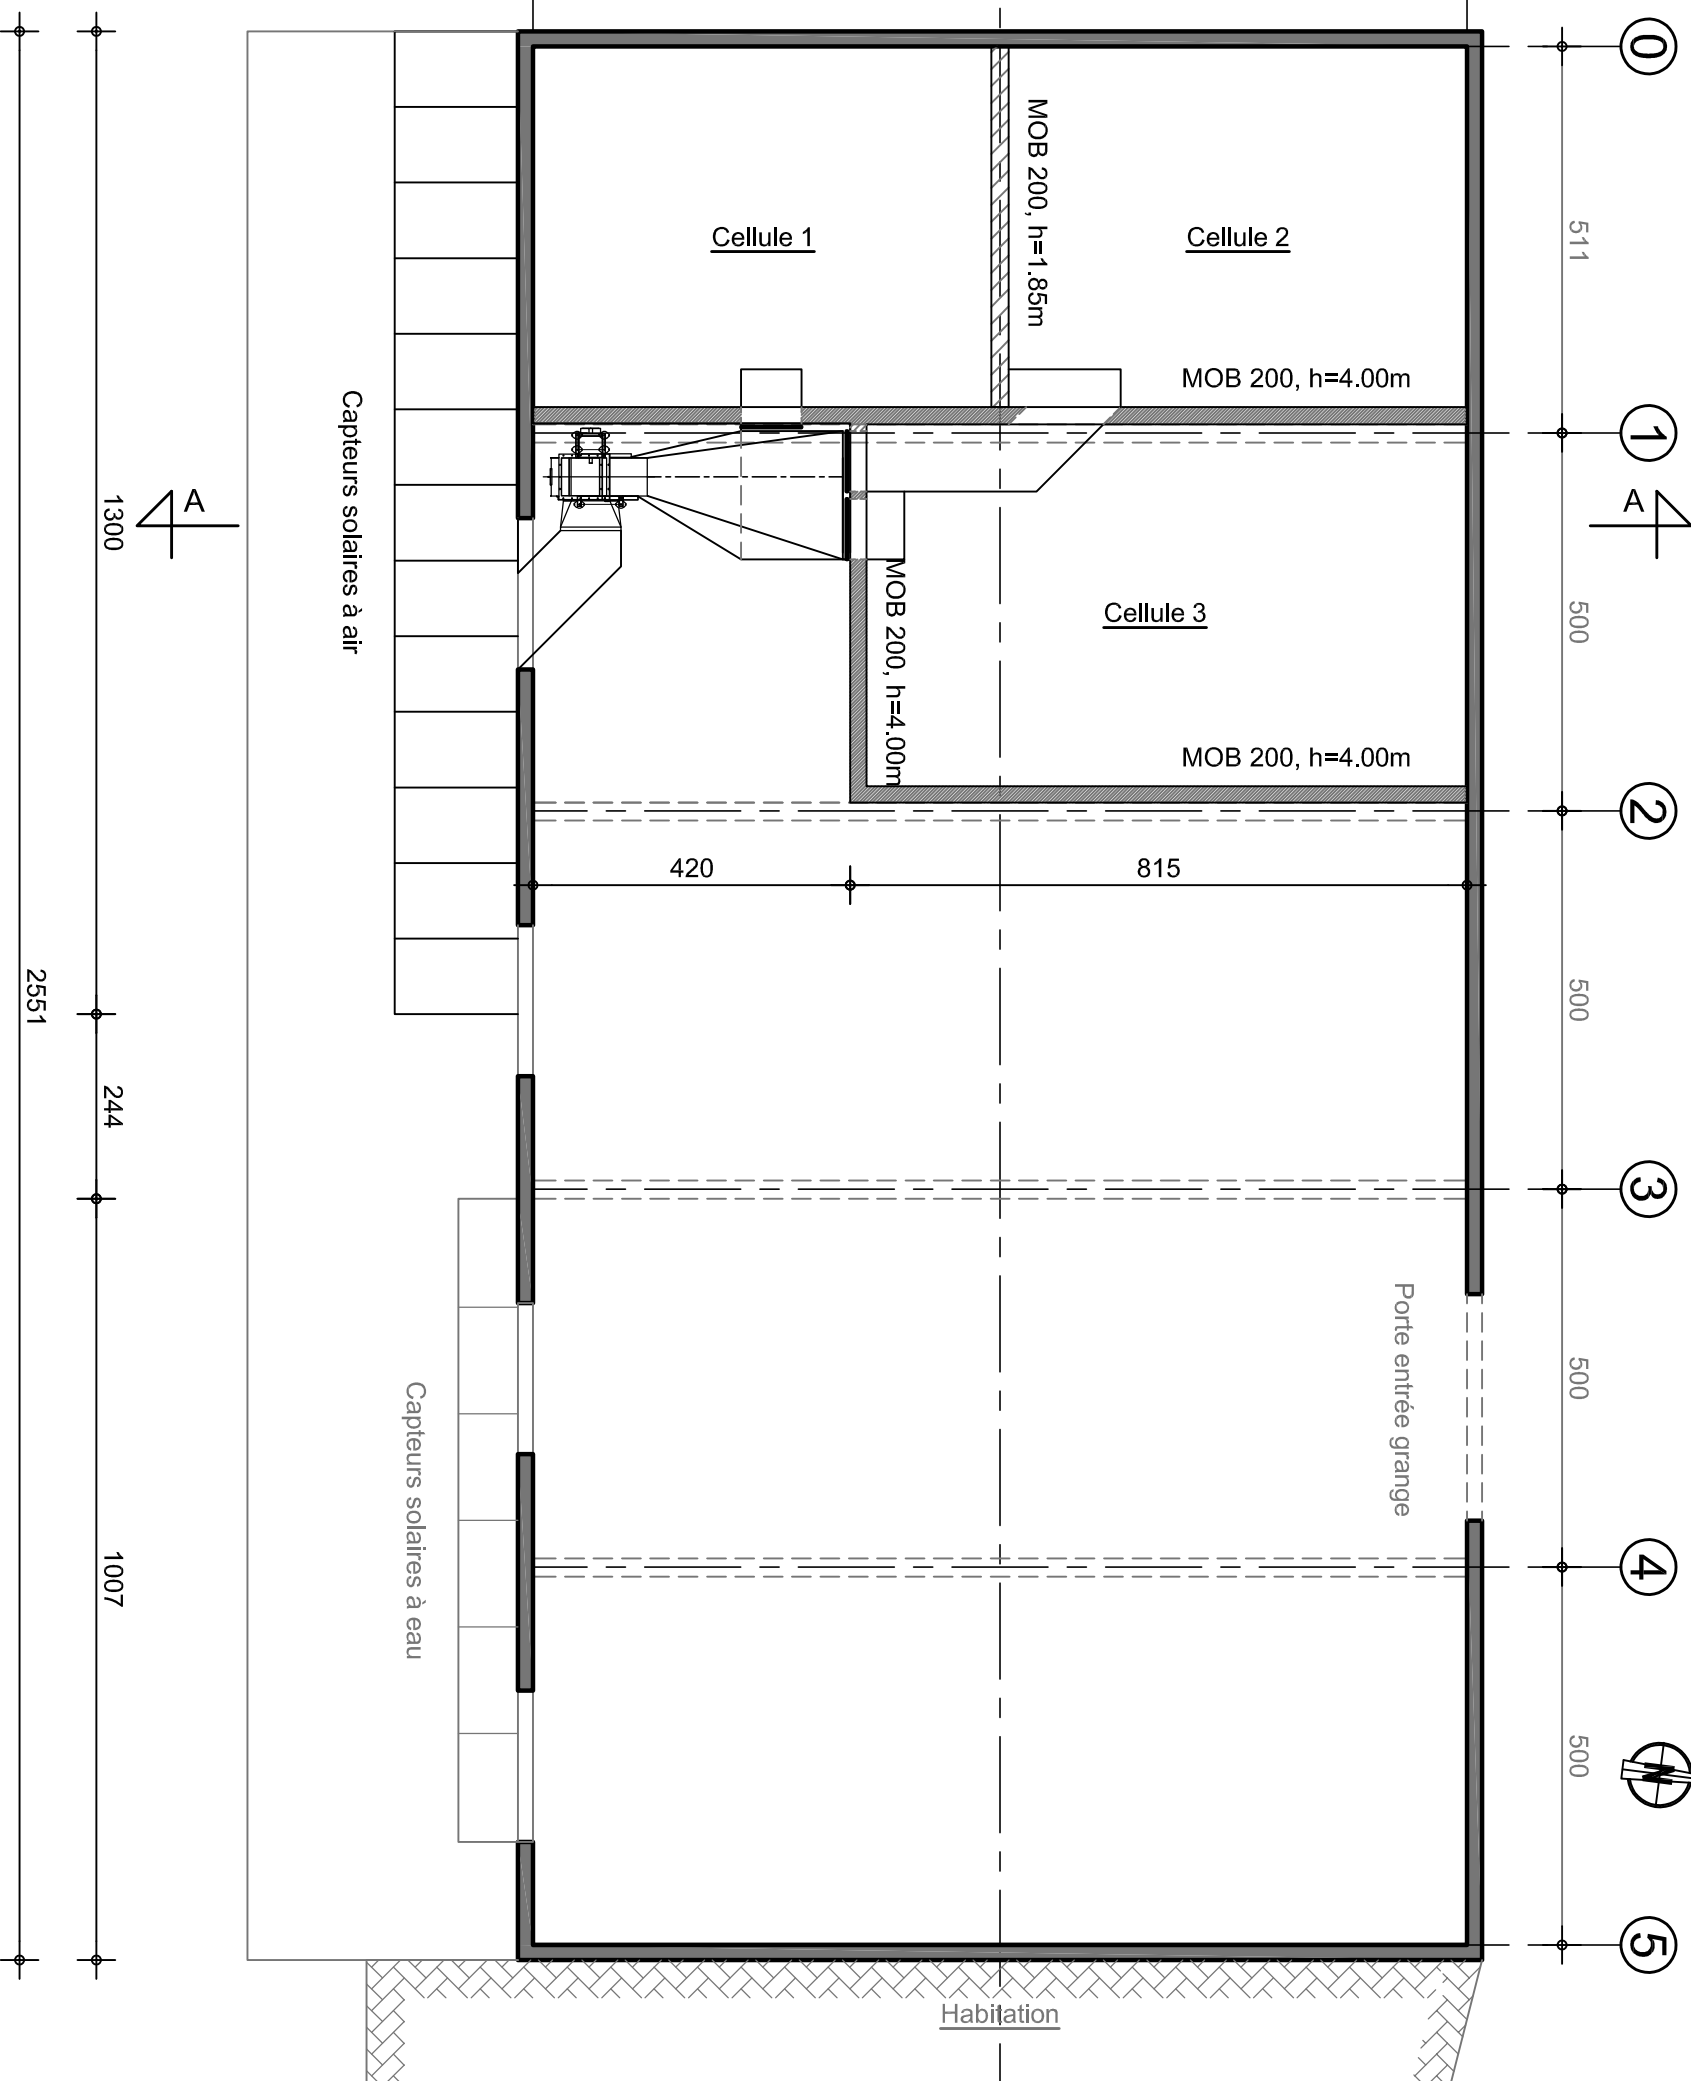 0
511
MOB 200, h=1.85m
Cellule 1
Cellule 2
MOB 200, h=4.00m
1
Capteurs solaires à air
1300
A
A
500
Cellule 3
MOB 200, h=4.00m
MOB 200, h=4.00m
2
420
815
2551
500
244
3
Porte entrée grange
500
Capteurs solaires à eau
1007
4
500
N
5
Habitation